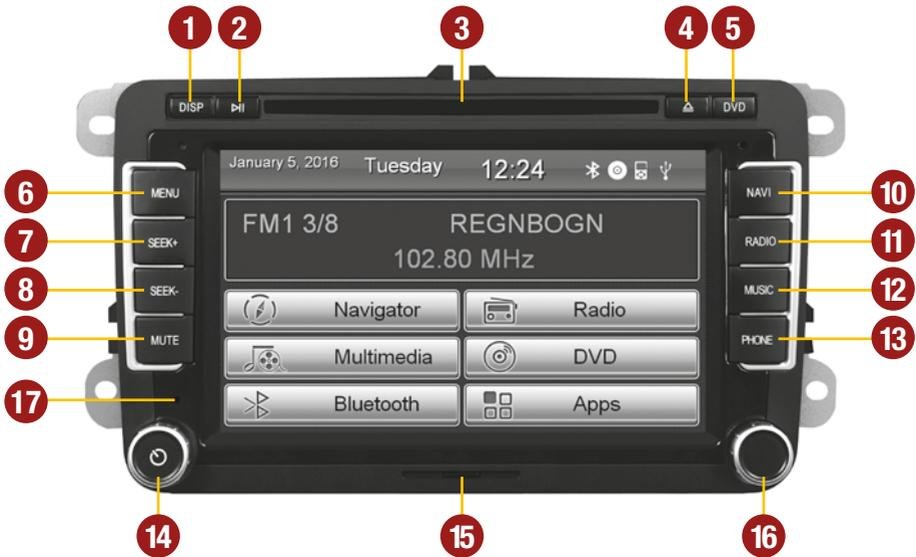 1 2 3 4 5
DISP DVD
January 5, 2016 Tuesday 12:24
6 MENU NAVI 10
FM1 3/8 REGNBOGN
7 SEEK+ RADIO 11
102.80 MHz
8 SEEK- MUSIC 12
Navigator Radio
9 MUTE PHONE 13
Multimedia DVD
17
Bluetooth Apps
14 15 16